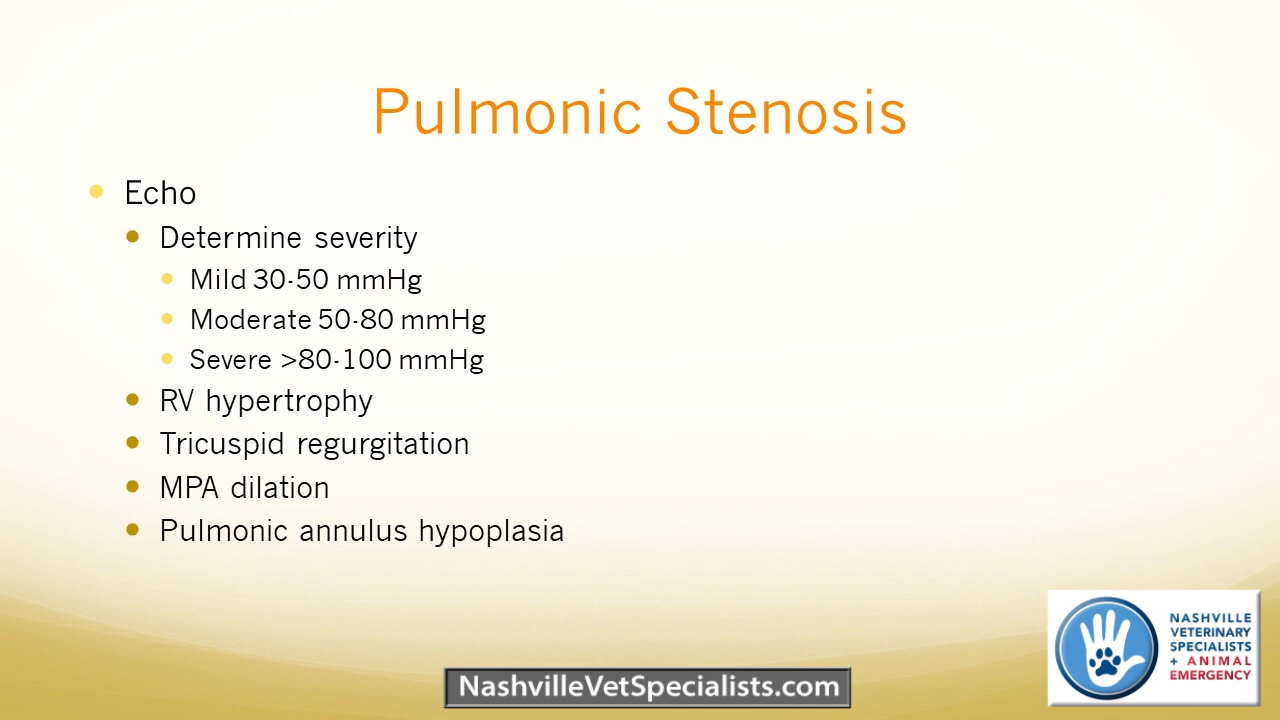 Pulmonic Stenosis
Echo
Determine severity
Mild 30-50 mmHg
Moderate 50-80 mmHg
Severe >80-100 mmHg
RV hypertrophy
Tricuspid regurgitation
MPA dilation
Pulmonic annulus hypoplasia
NASHVILLE
VETERINARY
SPECIALISTS
+ ANIMAL
EMERGENCY
NashvilleVetSpecialists.com